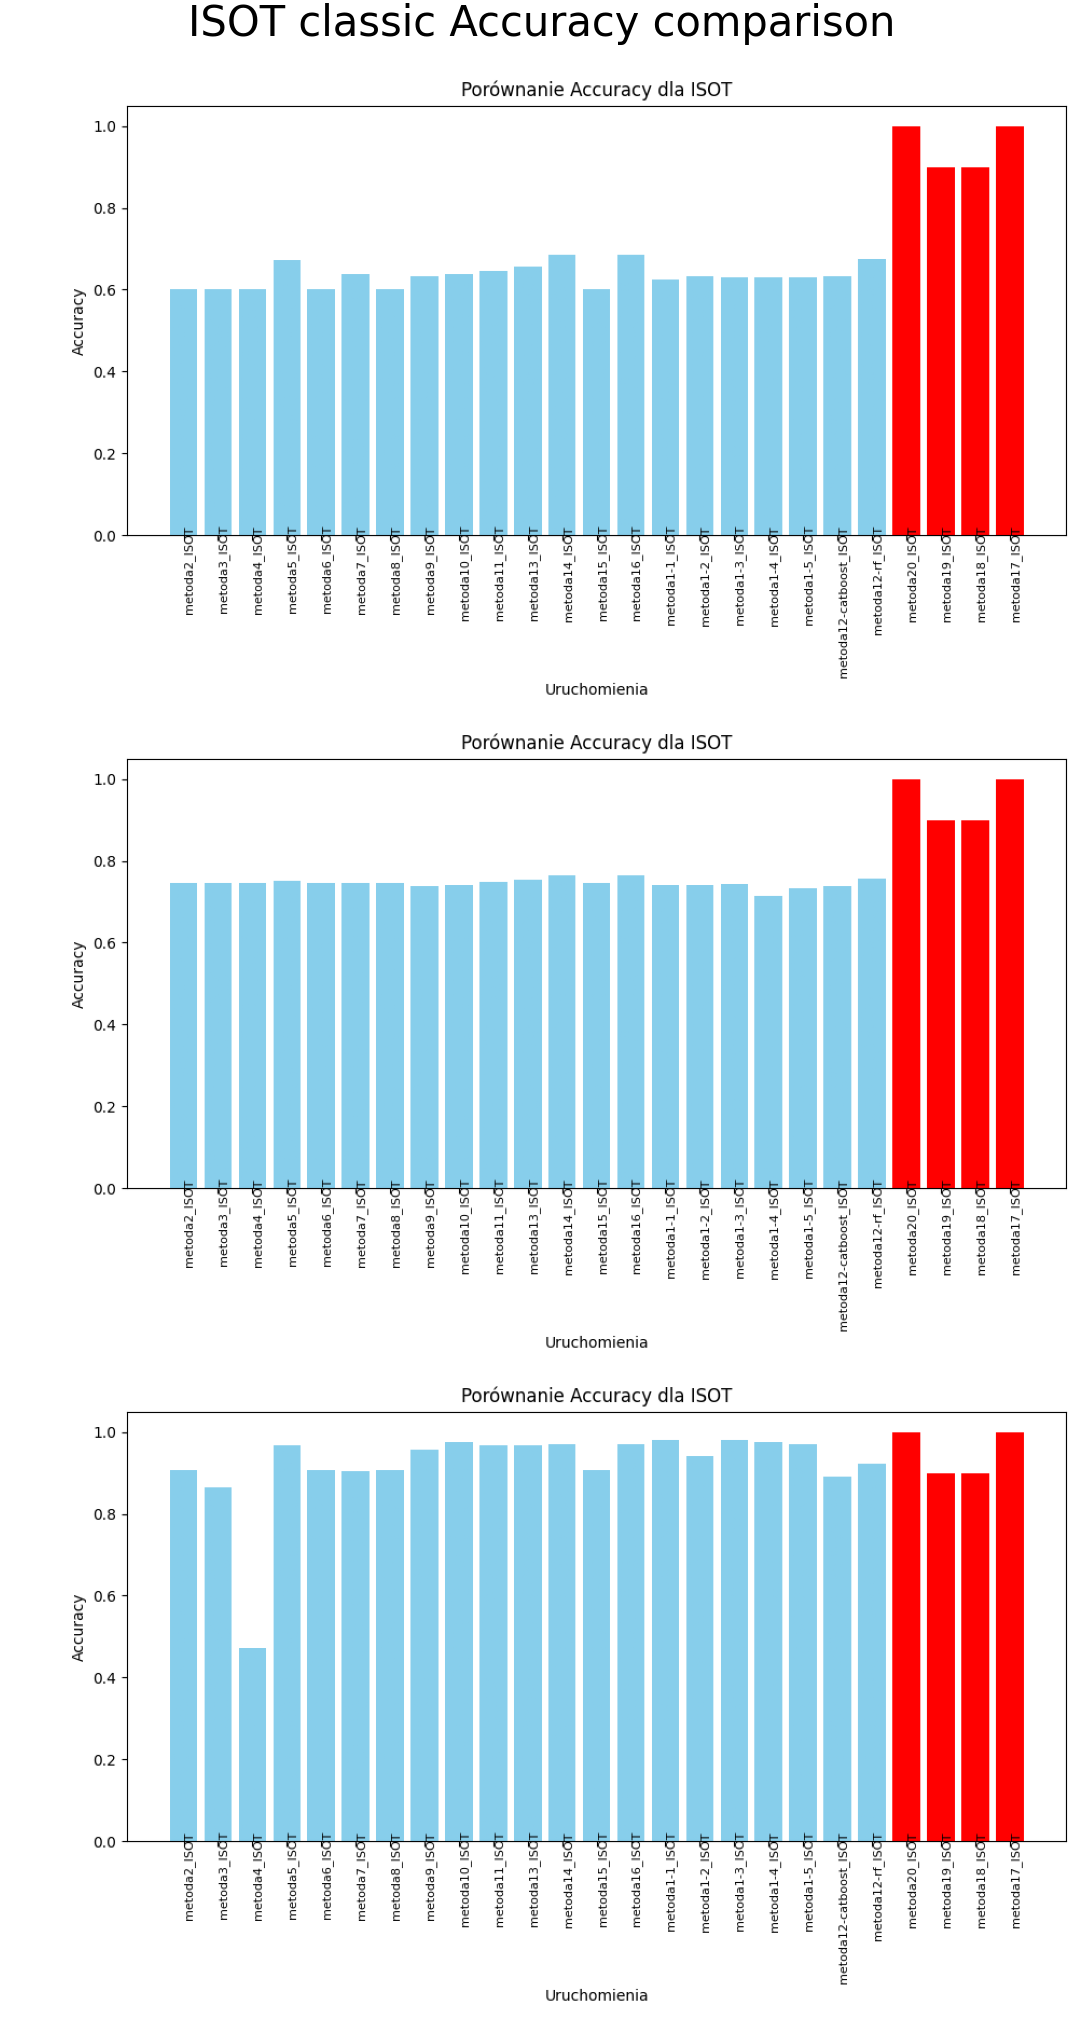 ISOT classic Accuracy comparison
Porównanie Accuracy dla ISOT
Accuracy
1.0
0.8
0.6
0.4
0.2
0.0
metoda2_ISOT
metoda3_ISOT
metoda4_ISOT
metoda5_ISOT
metoda6_ISOT
metoda7_ISOT
metoda8_ISOT
metoda9_ISOT
metoda10_ISOT
metoda11_ISOT
metoda13_ISOT
metoda14_ISOT
metoda15_ISOT
metoda16_ISOT
metoda1-1_ISOT
metoda1-2_ISOT
metoda1-3_ISOT
metoda1-4_ISOT
metoda1-5_ISOT
metoda12-catboost_ISOT
metoda12-rf_ISOT
metoda20_ISOT
metoda19_ISOT
metoda18_ISOT
metoda17_ISOT
Uruchomienia
Porównanie Accuracy dla ISOT
Accuracy
1.0
0.8
0.6
0.4
0.2
0.0
metoda2_ISOT
metoda3_ISOT
metoda4_ISOT
metoda5_ISOT
metoda6_ISOT
metoda7_ISOT
metoda8_ISOT
metoda9_ISOT
metoda10_ISOT
metoda11_ISOT
metoda13_ISOT
metoda14_ISOT
metoda15_ISOT
metoda16_ISOT
metoda1-1_ISOT
metoda1-2_ISOT
metoda1-3_ISOT
metoda1-4_ISOT
metoda1-5_ISOT
metoda12-catboost_ISOT
metoda12-rf_ISOT
metoda20_ISOT
metoda19_ISOT
metoda18_ISOT
metoda17_ISOT
Uruchomienia
Porównanie Accuracy dla ISOT
Accuracy
1.0
0.8
0.6
0.4
0.2
0.0
metoda2_ISOT
metoda3_ISOT
metoda4_ISOT
metoda5_ISOT
metoda6_ISOT
metoda7_ISOT
metoda8_ISOT
metoda9_ISOT
metoda10_ISOT
metoda11_ISOT
metoda13_ISOT
metoda14_ISOT
metoda15_ISOT
metoda16_ISOT
metoda1-1_ISOT
metoda1-2_ISOT
metoda1-3_ISOT
metoda1-4_ISOT
metoda1-5_ISOT
metoda12-catboost_ISOT
metoda12-rf_ISOT
metoda20_ISOT
metoda19_ISOT
metoda18_ISOT
metoda17_ISOT
Uruchomienia